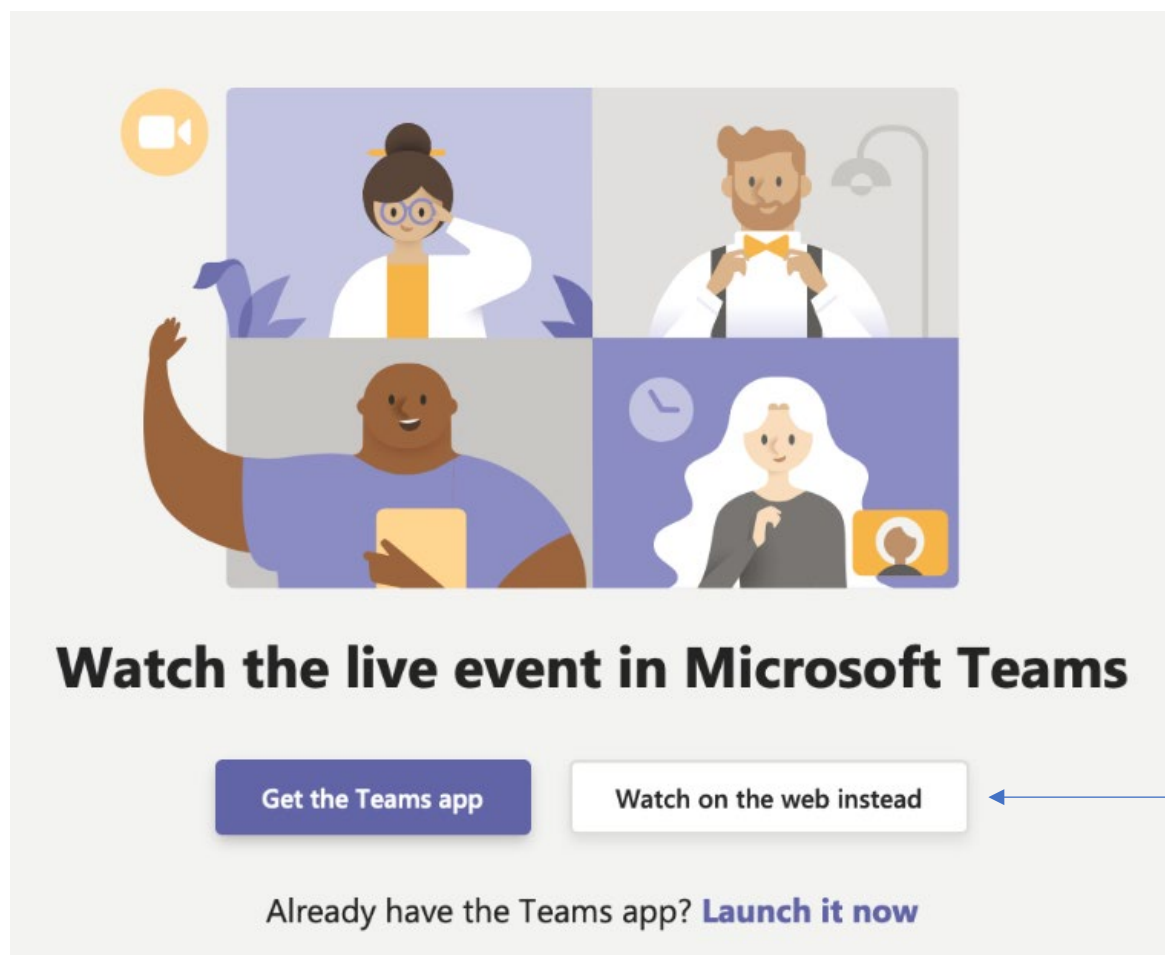 Watch the live event in Microsoft Teams
Get the Teams app
Watch on the web instead
Already have the Teams app? Launch it now